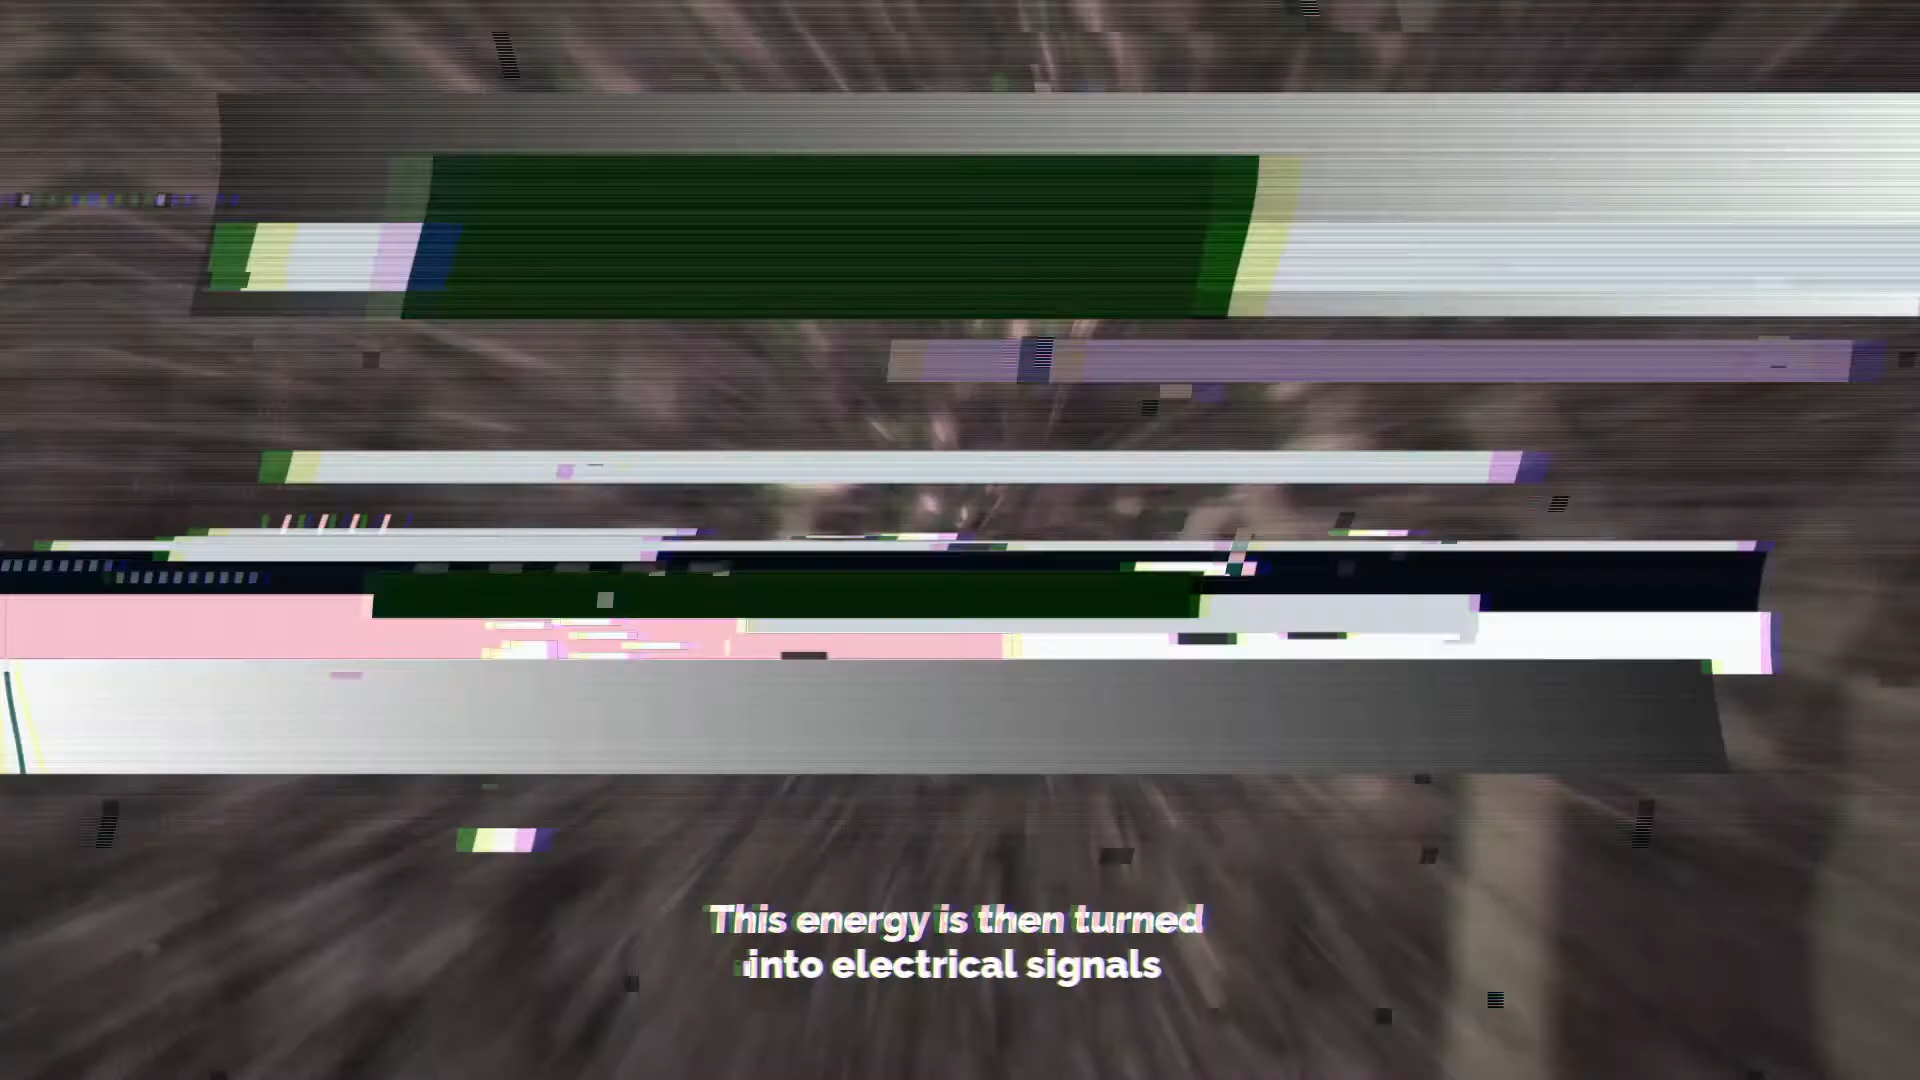 This energy is then turned
into electrical signals